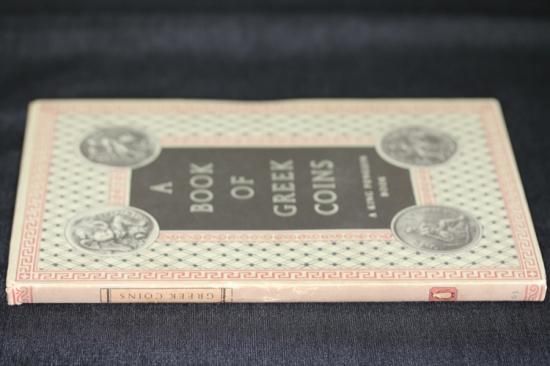 A
BOOK
OF
GREEK
COINS
A KING PENGUIN
BOOK
GREEK COINS